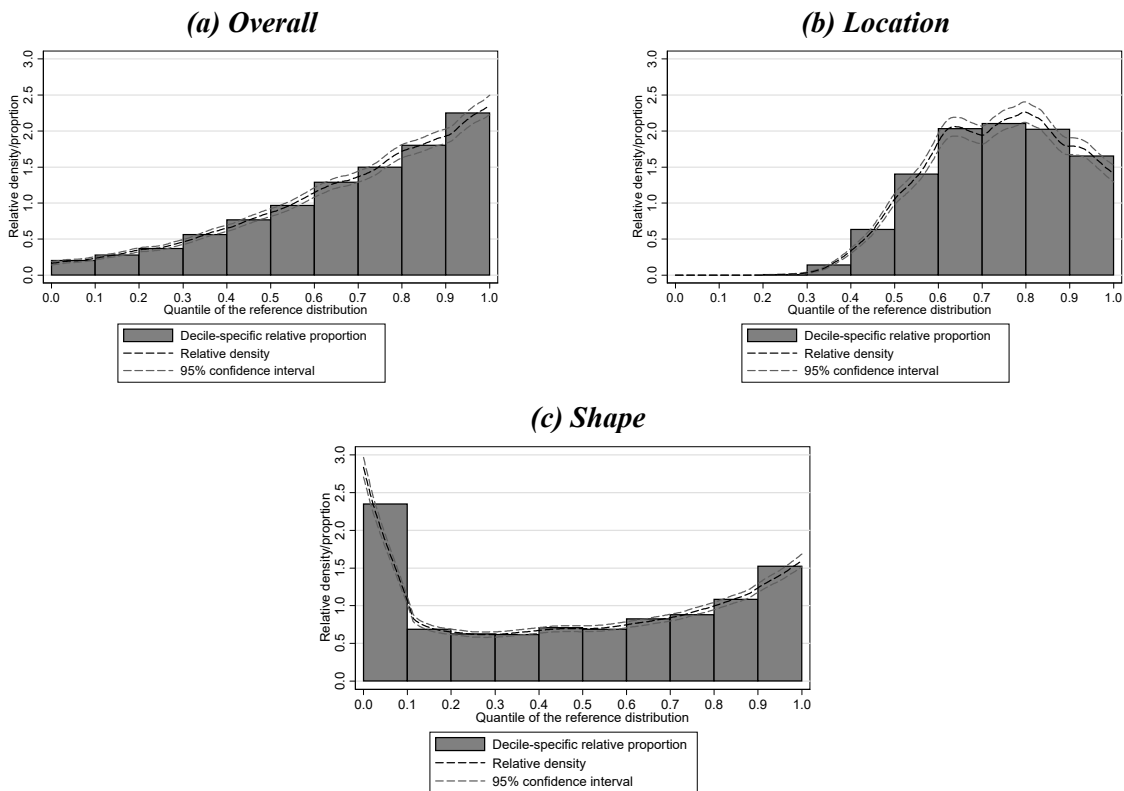 (a) Overall
Relative density/proprtion
3.0
2.5
2.0
1.5
1.0
0.5
0.0
0.0 0.1 0.2 0.3 0.4 0.5 0.6 0.7 0.8 0.9 1.0
Quantile of the reference distribution
Decile-specific relative proportion
Relative density
95% confidence interval
(b) Location
Relative density/proprtion
3.0
2.5
2.0
1.5
1.0
0.5
0.0
0.0 0.1 0.2 0.3 0.4 0.5 0.6 0.7 0.8 0.9 1.0
Quantile of the reference distribution
Decile-specific relative proportion
Relative density
95% confidence interval
(c) Shape
Relative density/proprtion
3.0
2.5
2.0
1.5
1.0
0.5
0.0
0.0 0.1 0.2 0.3 0.4 0.5 0.6 0.7 0.8 0.9 1.0
Quantile of the reference distribution
Decile-specific relative proportion
Relative density
95% confidence interval